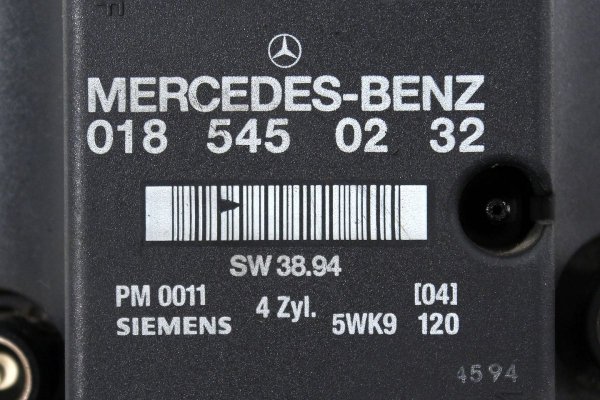 MERCEDES-BENZ
018 545 02 32
SW 38.94
PM 0011 4 Zyl. [04]
SIEMENS 5WK9 120
4594